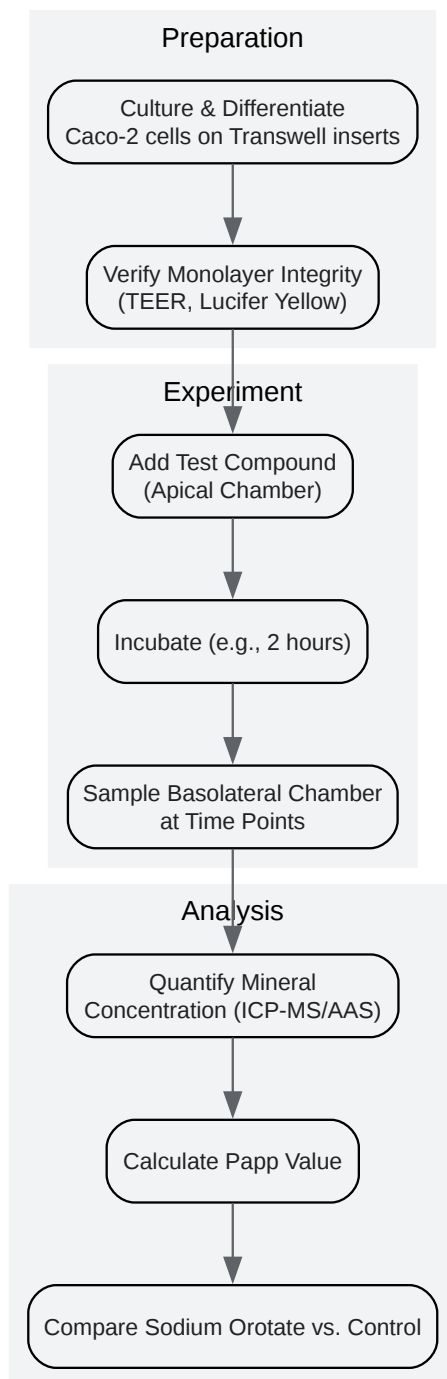 Preparation
Culture & Differentiate
Caco-2 cells on Transwell inserts
Verify Monolayer Integrity
(TEER, Lucifer Yellow)
Experiment
Add Test Compound
(Apical Chamber)
Incubate (e.g., 2 hours)
Sample Basolateral Chamber
at Time Points
Analysis
Quantify Mineral
Concentration (ICP-MS/AAS)
Calculate Papp Value
Compare Sodium Orotate vs. Control